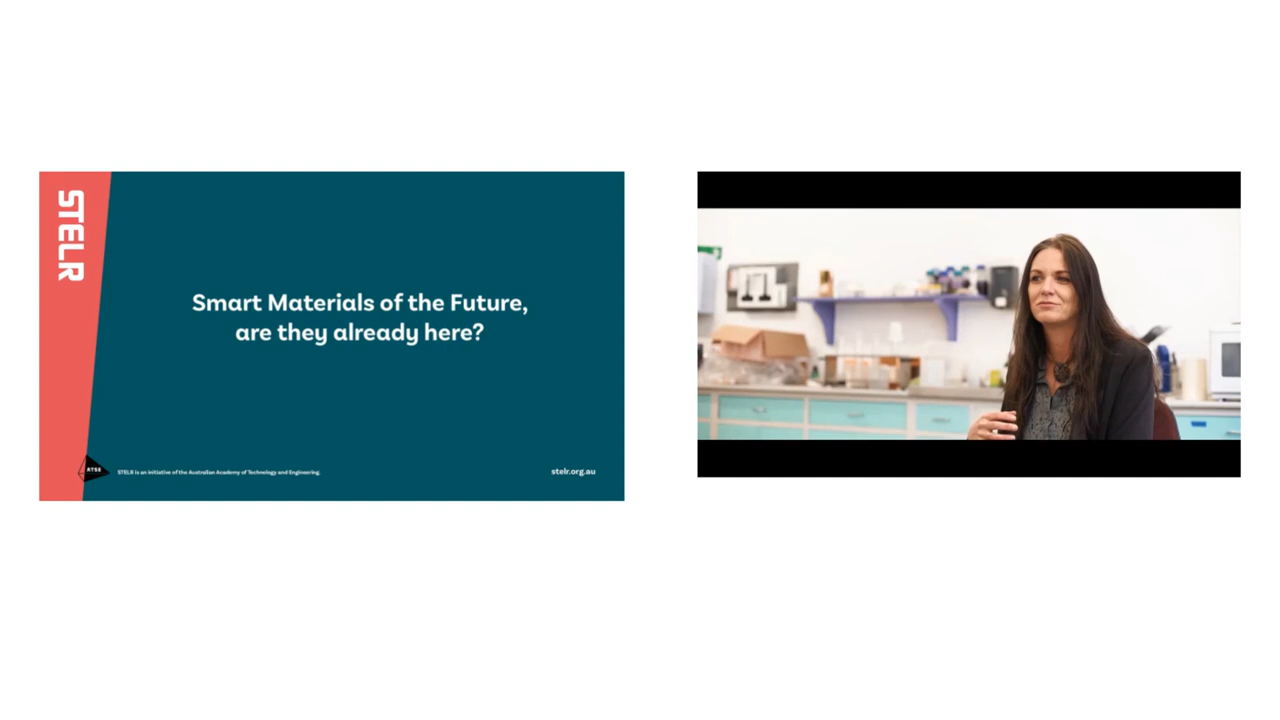 STELR
Smart Materials of the Future,
are they already here?
ATSE
STELR is an initiative of the Australian Academy of Technology and Engineering.
stelr.org.au